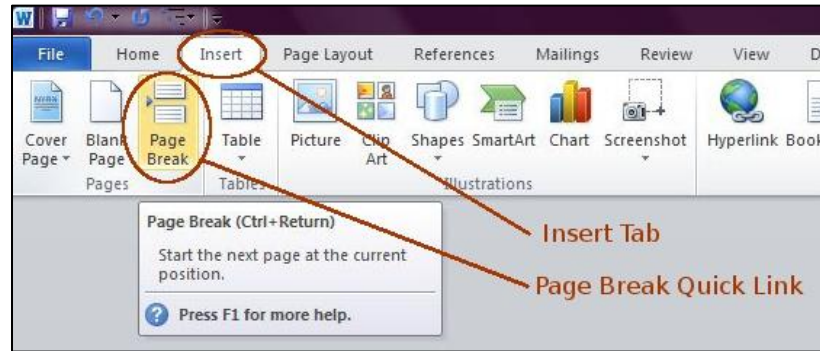 W
File Home Insert Page Layout References Mailings Review View D
Cover Page Blank Page Page Break Table Picture Clip Art Shapes SmartArt Chart Screenshot Hyperlink Book
Pages Tables Illustrations
Page Break (Ctrl+Return)
Start the next page at the current
position.
Press F1 for more help.
Insert Tab
Page Break Quick Link